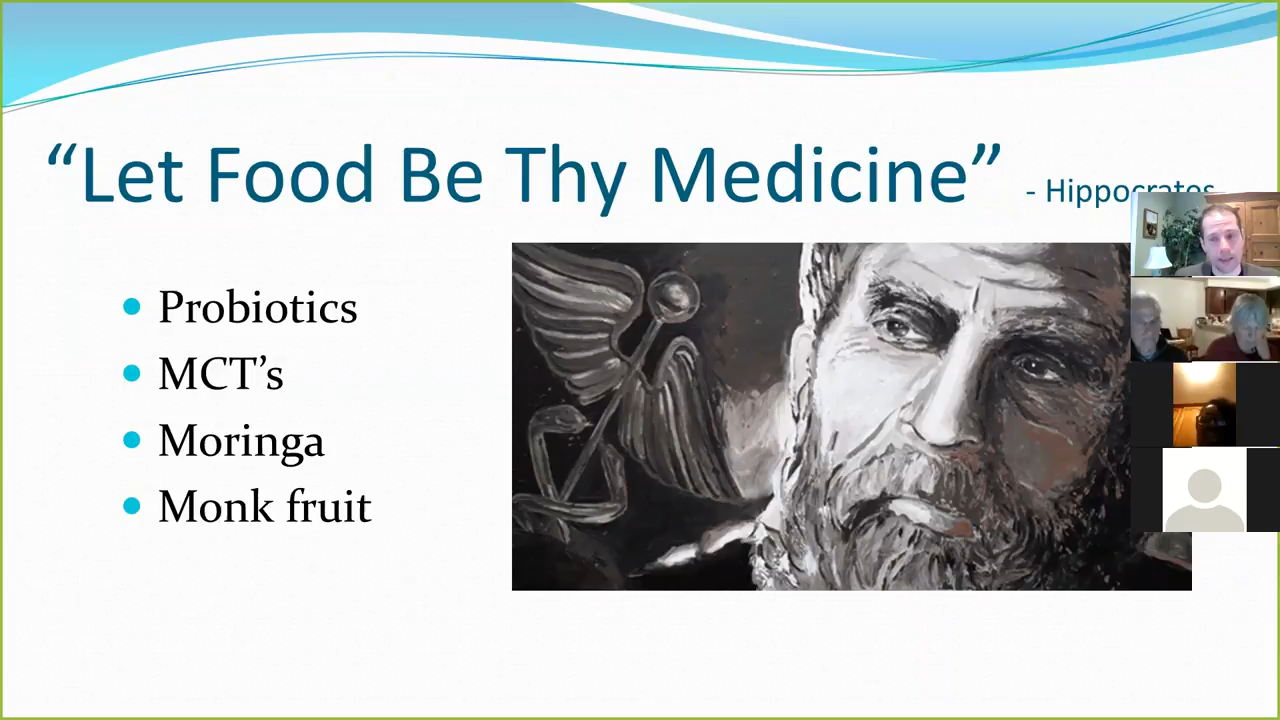 “Let Food Be Thy Medicine” - Hippocrates
• Probiotics
• MCT’s
• Moringa
• Monk fruit